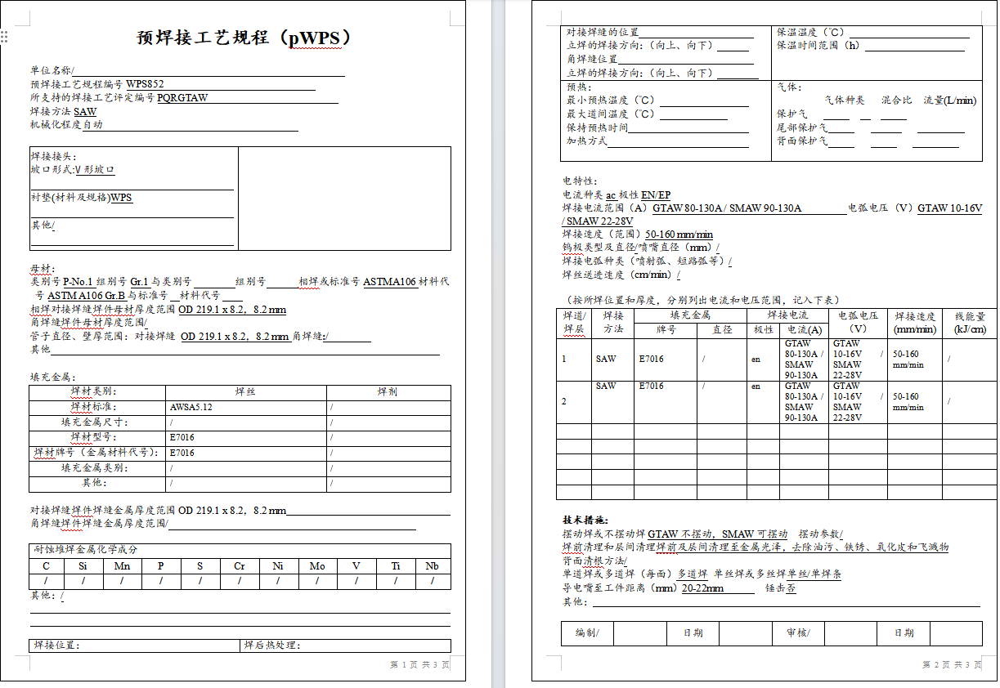 预焊接工艺规程（pWPS）
单位名称/
预焊接工艺规程编号 WPS852
所支持的焊接工艺评定编号 PQRGTAW
焊接方法 SAW
机械化程度自动
焊接接头：
坡口形式:V 形坡口
衬垫(材料及规格)WPS
其他/
母材：
类别号 P-No.1 组别号 Gr.1 与类别号 组别号 相焊或标准号 ASTMA106 材料代
号 ASTM A106 Gr.B 与标准号 材料代号
相焊对接焊缝焊件母材厚度范围 OD 219.1 x 8.2，8.2 mm
角焊缝焊件母材厚度范围/
管子直径、壁厚范围：对接焊缝 OD 219.1 x 8.2，8.2 mm 角焊缝:/
其他
填充金属：
焊材类别： 焊丝 焊剂
焊材标准： AWSA5.12 /
填充金属尺寸： / /
焊材型号： E7016 /
焊材牌号（金属材料代号）： E7016 /
填充金属类别： / /
其他： / /
对接焊缝焊件焊缝金属厚度范围 OD 219.1 x 8.2，8.2 mm
角焊缝焊件焊缝金属厚度范围/
耐蚀堆焊金属化学成分
C Si Mn P S Cr Ni Mo V Ti Nb
/ / / / / / / / / / /
其他：/
焊接位置： 焊后热处理：
第 1 页 共 3 页
对接焊缝的位置 保温温度（℃）
立焊的焊接方向：（向上、向下） 保温时间范围（h）
角焊缝位置
立焊的焊接方向：（向上、向下）
预热： 气体：
最小预热温度（℃） 气体种类 混合比 流量(L/min)
最大道间温度（℃） 保护气
保持预热时间 尾部保护气
加热方式 背面保护气
电特性：
电流种类 ac 极性 EN/EP
焊接电流范围（A）GTAW 80-130A / SMAW 90-130A 电弧电压（V）GTAW 10-16V
/ SMAW 22-28V
焊接速度（范围）50-160 mm/min
钨极类型及直径/喷嘴直径（mm）/
焊接电弧种类（喷射弧、短路弧等）/
焊丝送进速度（cm/min）/
（按所焊位置和厚度，分别列出电流和电压范围，记入下表）
焊道/焊层 焊接方法 填充金属 焊接电流 电弧电压（V） 焊接速度(mm/min) 线能量(kJ/cm)
牌号 直径 极性 电流(A)
1 SAW E7016 / en GTAW 80-130A / SMAW 90-130A GTAW 10-16V / SMAW 22-28V 50-160 mm/min /
2 SAW E7016 / en GTAW 80-130A / SMAW 90-130A GTAW 10-16V / SMAW 22-28V 50-160 mm/min /
技术措施：
摆动焊或不摆动焊 GTAW 不摆动，SMAW 可摆动 摆动参数/
焊前清理和层间清理焊前及层间清理至金属光泽，去除油污、铁锈、氧化皮和飞溅物
背面清根方法/
单道焊或多道焊（每面）多道焊 单丝焊或多丝焊单丝/单焊条
导电嘴至工件距离（mm）20-22mm 锤击否
其他：
编制/ 日期 审核/ 日期
第 2 页 共 3 页